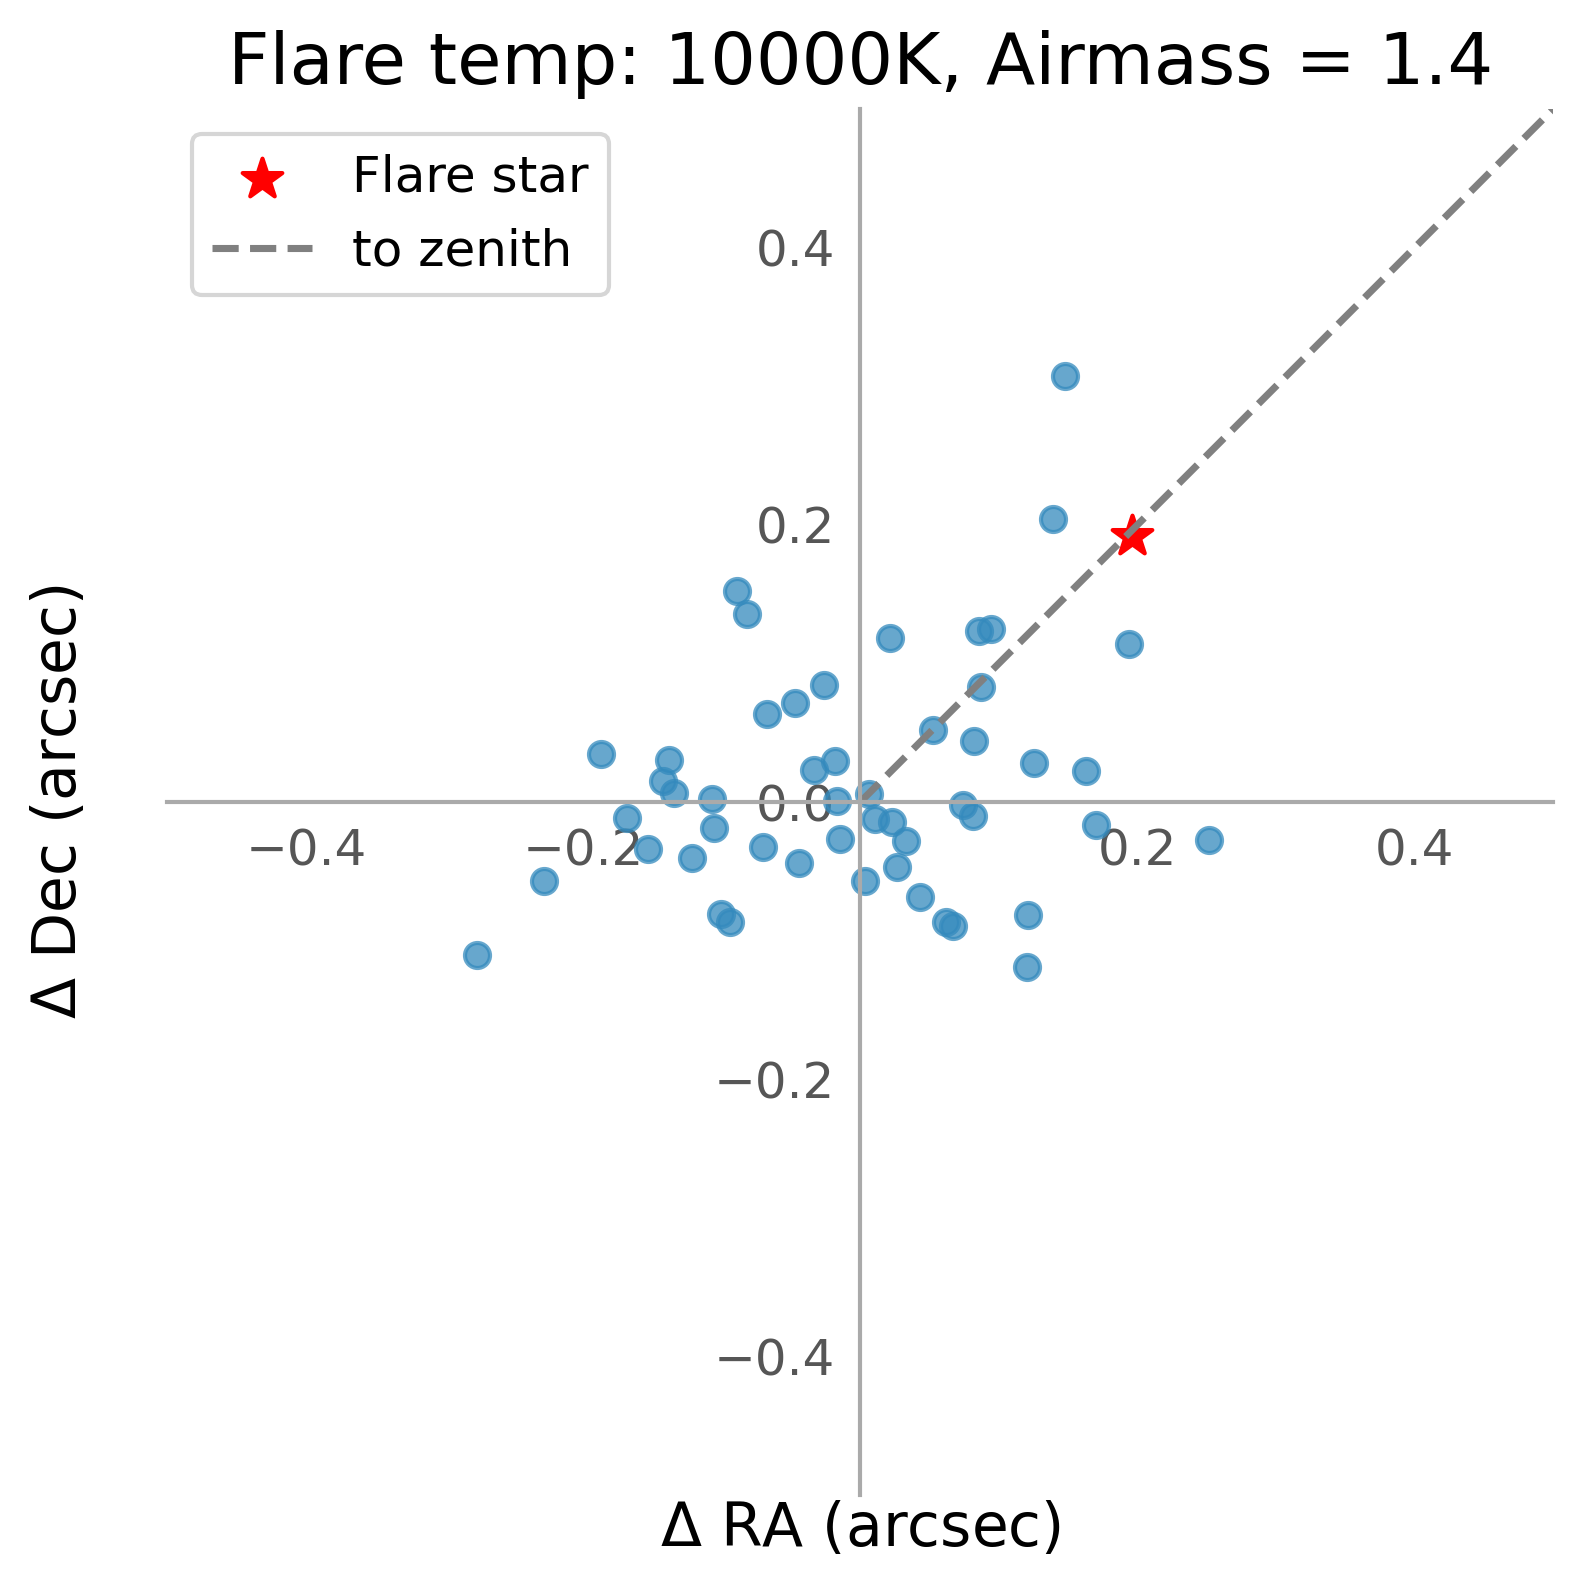 Flare temp: 10000K, Airmass = 1.4
Flare star
to zenith
0.4
0.2
0.0
−0.4
−0.2
0.2
0.4
−0.2
−0.4
Δ Dec (arcsec)
Δ RA (arcsec)